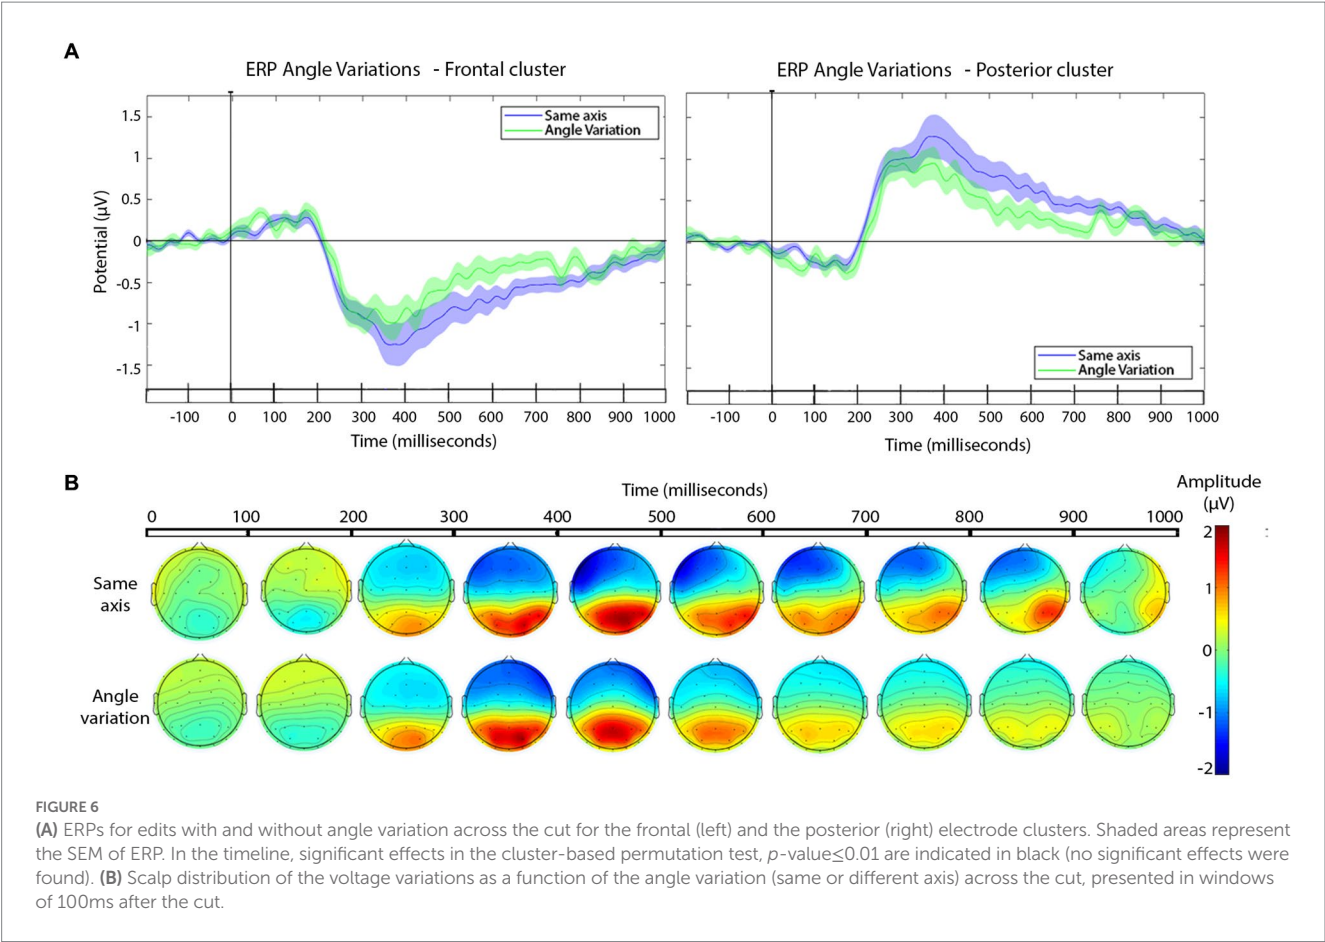 A
ERP Angle Variations - Frontal cluster
ERP Angle Variations - Posterior cluster
Same axis
Angle Variation
1.5
1
0.5
0
-0.5
-1
-1.5
Potential (µV)
-100 0 100 200 300 400 500 600 700 800 900 1000
Time (milliseconds)
Same axis
Angle Variation
-100 0 100 200 300 400 500 600 700 800 900 1000
Time (milliseconds)
B
Time (milliseconds)
Amplitude
(µV)
0 100 200 300 400 500 600 700 800 900 1000
Same
axis
Angle
variation
2
1
0
-1
-2
FIGURE 6
(A) ERPs for edits with and without angle variation across the cut for the frontal (left) and the posterior (right) electrode clusters. Shaded areas represent
the SEM of ERP. In the timeline, significant effects in the cluster-based permutation test, p-value≤0.01 are indicated in black (no significant effects were
found). (B) Scalp distribution of the voltage variations as a function of the angle variation (same or different axis) across the cut, presented in windows
of 100ms after the cut.